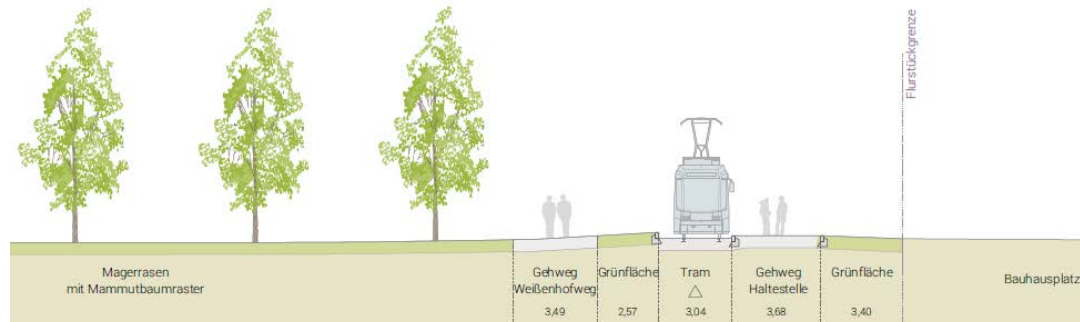 Flurstückgrenze
Magerrasen
mit Mammutbaumraster
Gehweg
Weißenhofweg
3,49
Grünfläche
2,57
Tram
3,04
Gehweg
Haltestelle
3,68
Grünfläche
3,40
Bauhausplatz